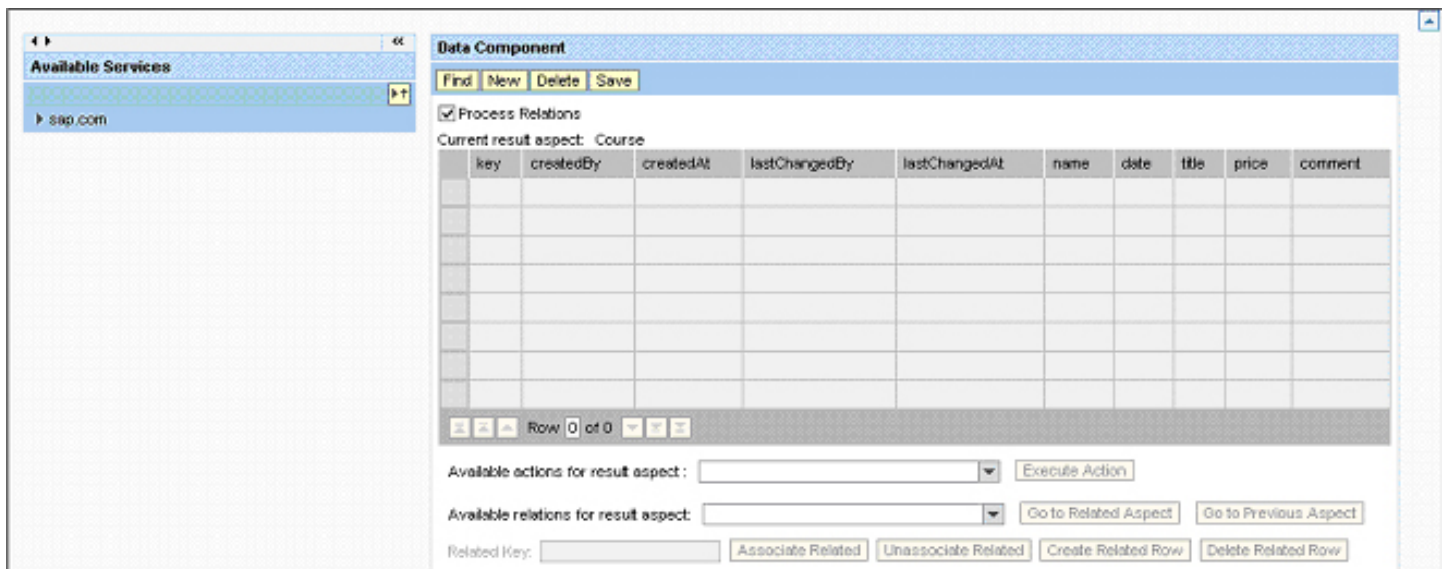 Available Services
sap.com
Data Component
Find New Delete Save
Process Relations
Current result aspect: Course
key createdBy createdAt lastChangedBy lastChangedAt name date title price comment
Row 0 of 0
Available actions for result aspect : Execute Action
Available relations for result aspect: Go to Related Aspect Go to Previous Aspect
Related Key: Associate Related Unassociate Related Create Related Row Delete Related Row